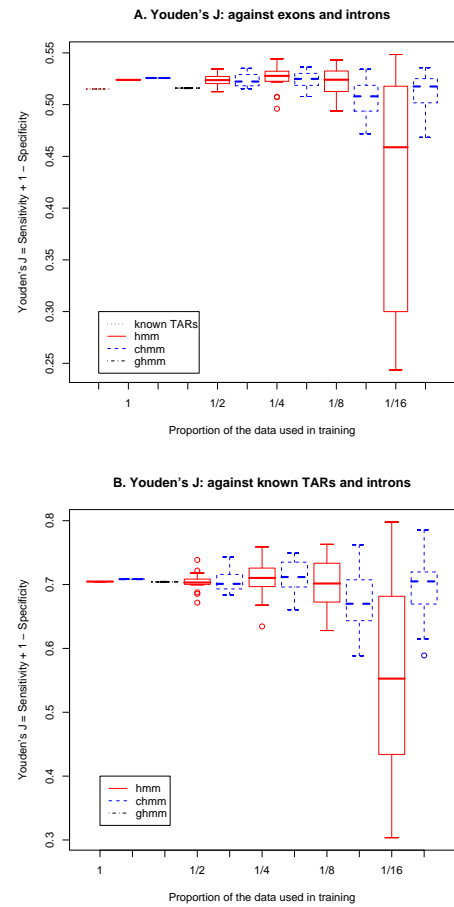 A. Youden's J: against exons and introns
Youden's J = Sensitivity + 1 − Specificity
0.55
0.50
0.45
0.40
0.35
0.30
0.25
known TARs
hmm
chmm
ghmm
1
1/2
1/4
1/8
1/16
Proportion of the data used in training
B. Youden's J: against known TARs and introns
Youden's J = Sensitivity + 1 − Specificity
0.8
0.7
0.6
0.5
0.4
0.3
hmm
chmm
ghmm
1
1/2
1/4
1/8
1/16
Proportion of the data used in training